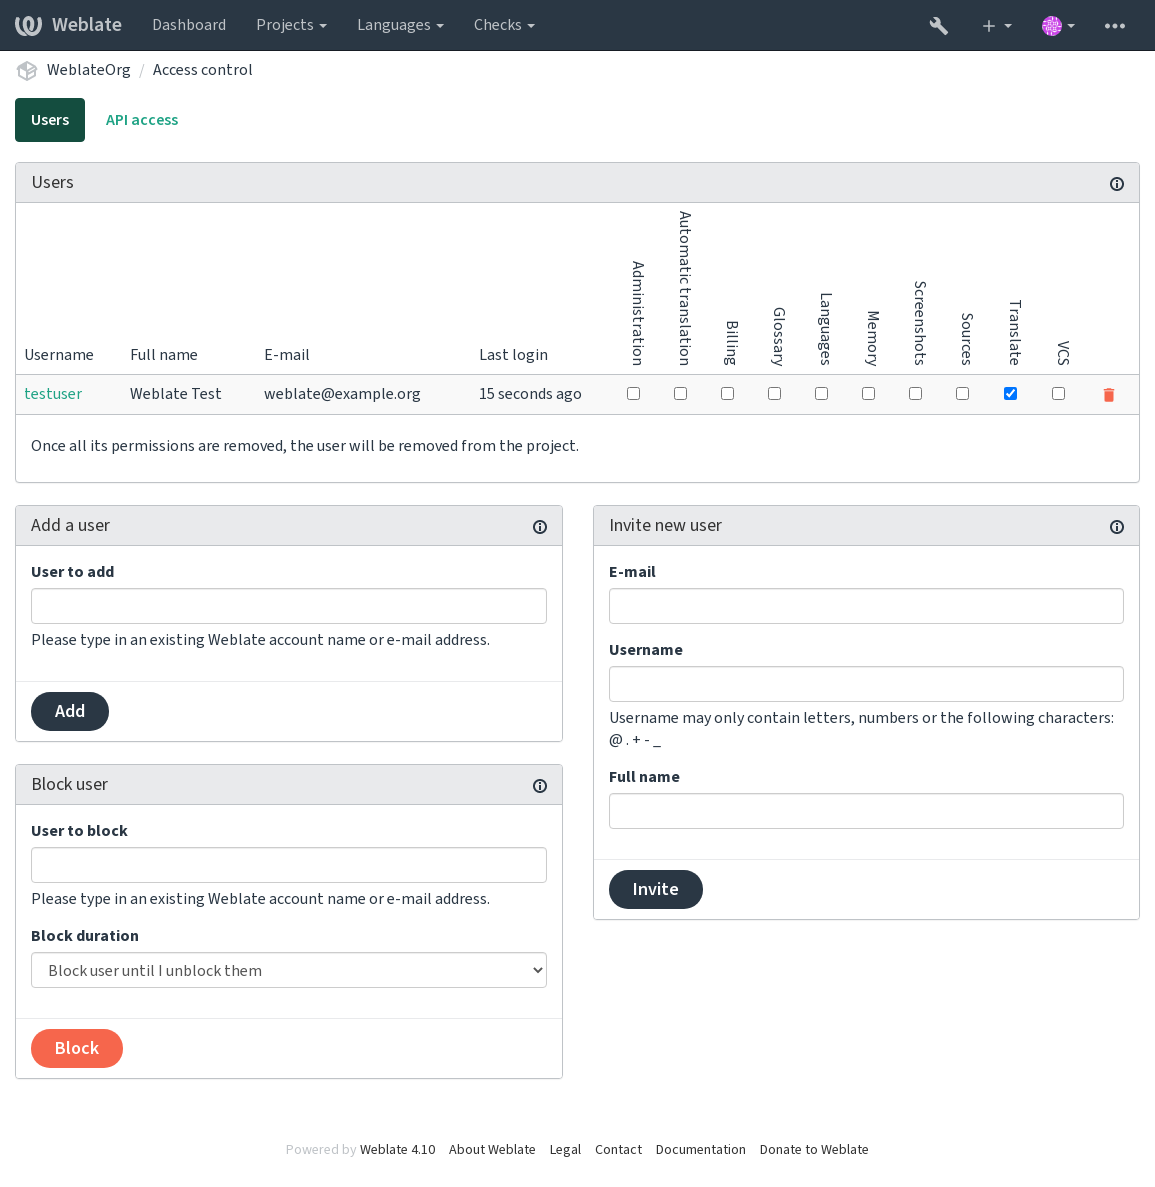 Weblate Dashboard Projects Languages Checks
WeblateOrg / Access control
Users API access
Users
Username Full name E-mail Last login Administration Automatic translation Billing Glossary Languages Memory Screenshots Sources Translate VCS
testuser Weblate Test weblate@example.org 15 seconds ago
Once all its permissions are removed, the user will be removed from the project.
Add a user
User to add
Please type in an existing Weblate account name or e-mail address.
Add
Block user
User to block
Please type in an existing Weblate account name or e-mail address.
Block duration
Block user until I unblock them
Block
Invite new user
E-mail
Username
Username may only contain letters, numbers or the following characters:
@ . + - _
Full name
Invite
Powered by Weblate 4.10 About Weblate Legal Contact Documentation Donate to Weblate